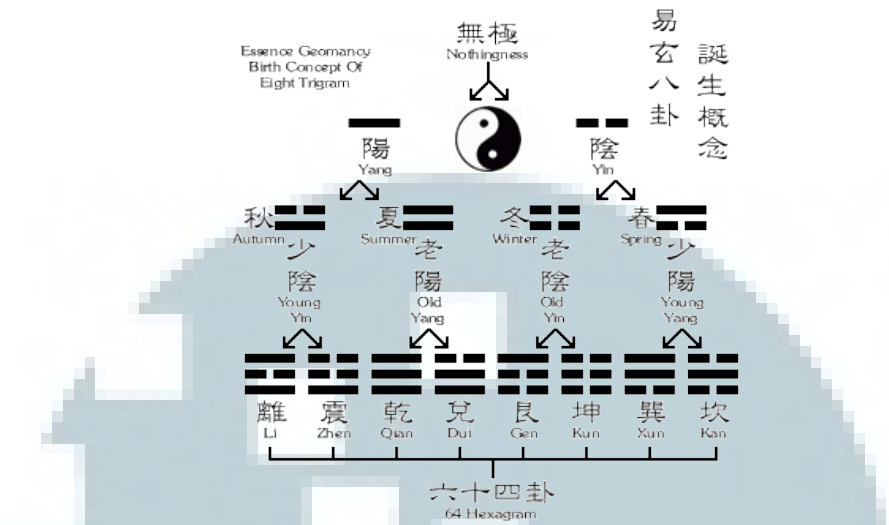 Essence Geomancy
Birth Concept Of
Eight Trigram
無極
Nothingness
易玄八卦
誕生概念
陽
Yang
陰
Yin
秋
Autumn
夏
Summer
冬
Winter
春
Spring
少陰
Young
Yin
老陽
Old
Yang
老陰
Old
Yin
少陽
Young
Yang
離
Li
震
Zhen
乾
Qian
兌
Dui
艮
Gen
坤
Kun
巽
Xun
坎
Kan
六十四卦
64 Hexagram